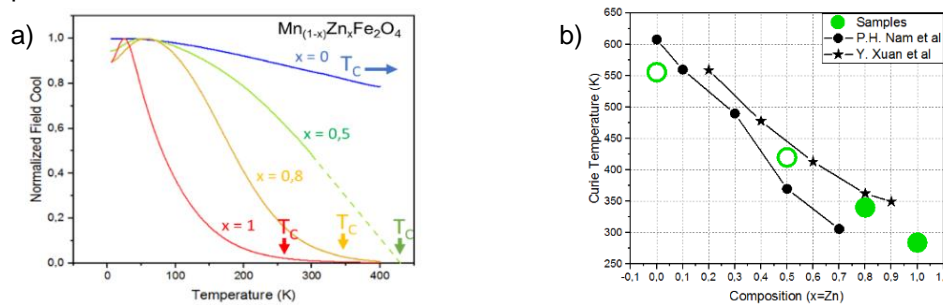 a)
Mn(1-x)ZnxFe2O4
x = 0
TC
x = 0,5
x = 0,8
x = 1
TC
TC
TC
Normalized Field Cool
1,0
0,8
0,6
0,4
0,2
0,0
0
100
200
300
400
Temperature (K)
b)
Samples
P.H. Nam et al
Y. Xuan et al
Curie Temperature (K)
650
600
550
500
450
400
350
300
250
-0,1 0,0 0,1 0,2 0,3 0,4 0,5 0,6 0,7 0,8 0,9 1,0
Composition (x=Zn)